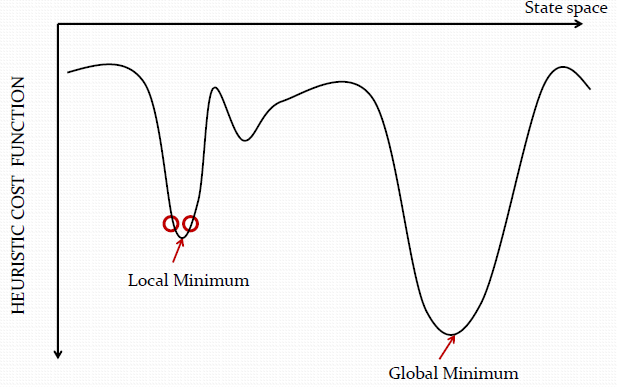 State space
HEURISTIC COST FUNCTION
Local Minimum
Global Minimum